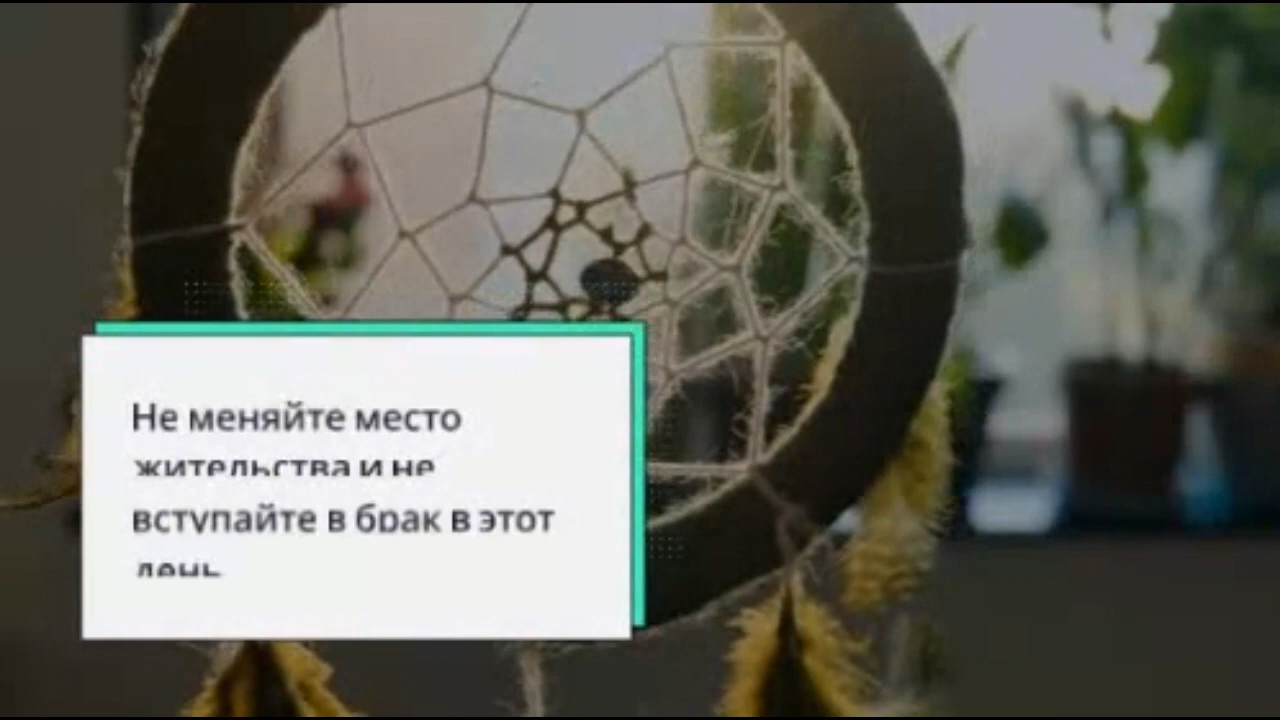 Не меняйте место
жительства и не
вступайте в брак в этот
день